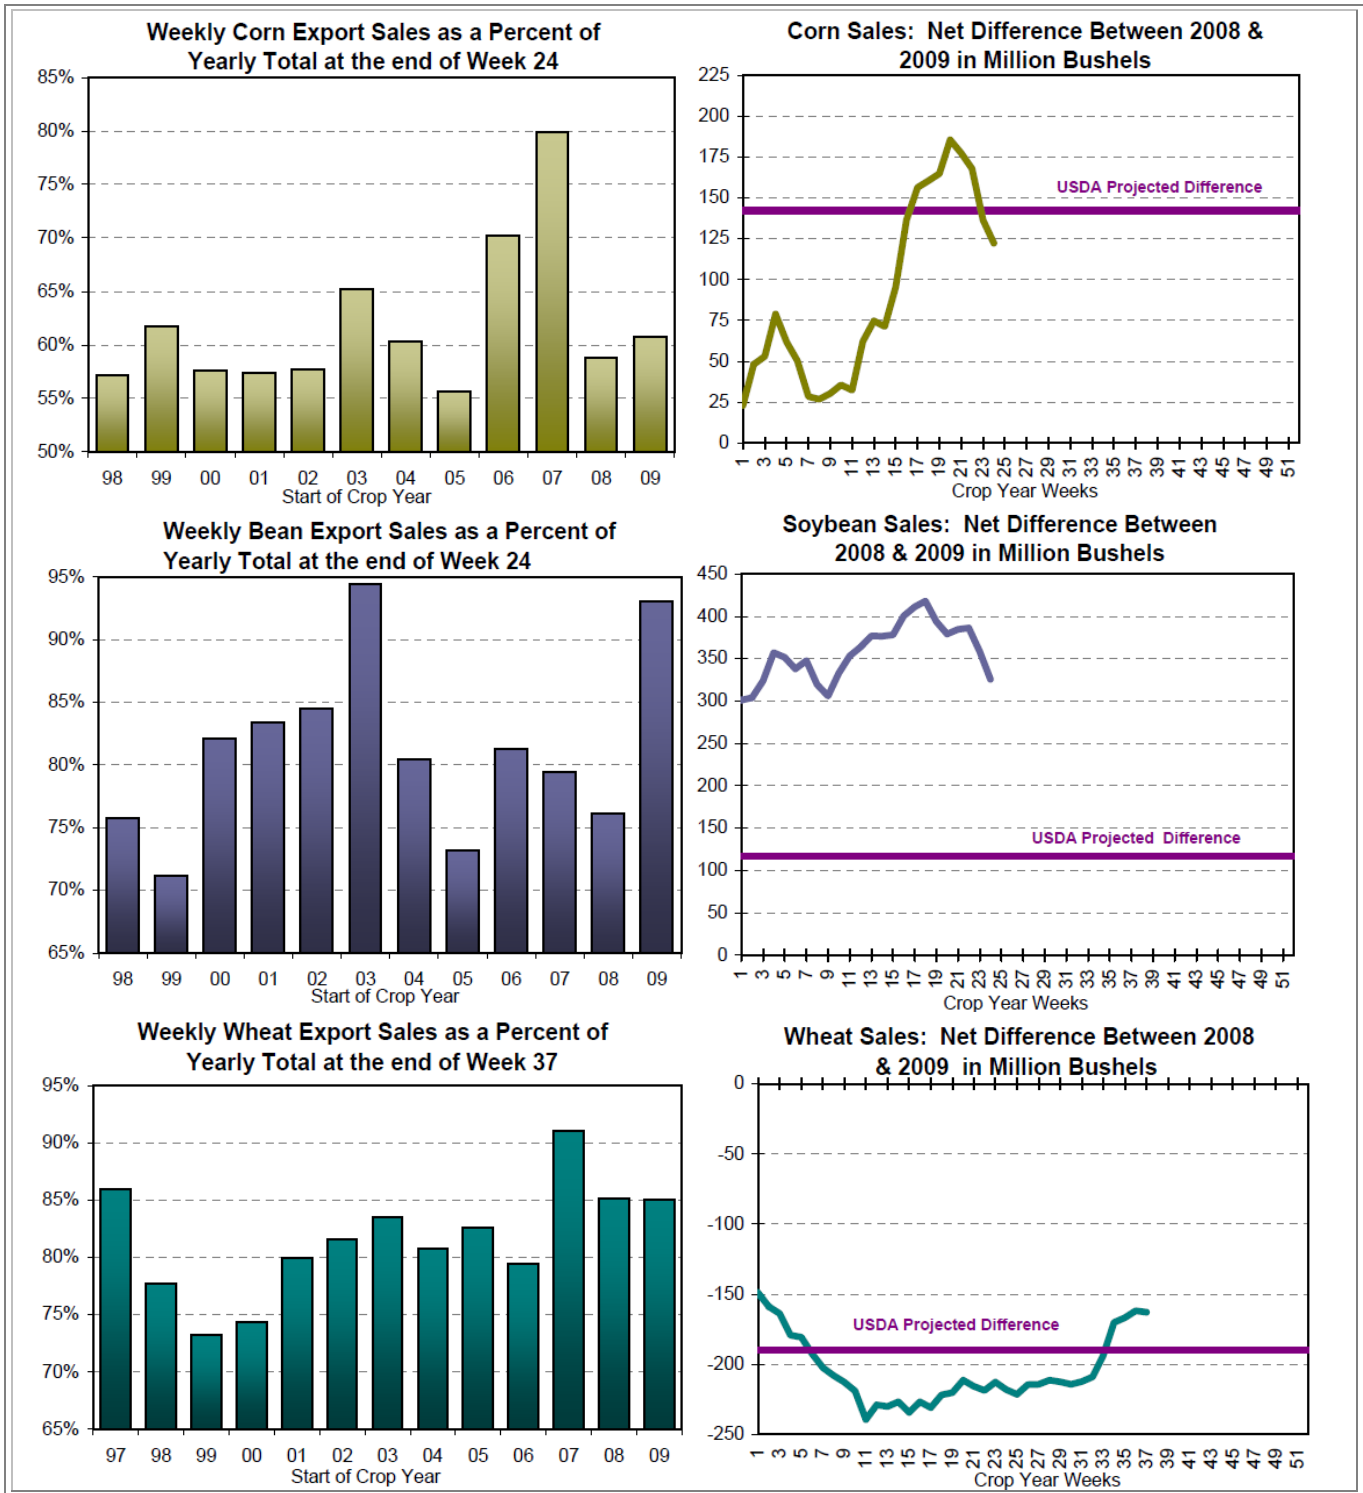 Weekly Corn Export Sales as a Percent of
Yearly Total at the end of Week 24
85%
80%
75%
70%
65%
60%
55%
50%
98 99 00 01 02 03 04 05 06 07 08 09
Start of Crop Year
Corn Sales: Net Difference Between 2008 &
2009 in Million Bushels
225
200
175
150
125
100
75
50
25
0
USDA Projected Difference
1 3 5 7 9 11 13 15 17 19 21 23 25 27 29 31 33 35 37 39 41 43 45 47 49 51
Crop Year Weeks
Weekly Bean Export Sales as a Percent of
Yearly Total at the end of Week 24
95%
90%
85%
80%
75%
70%
65%
98 99 00 01 02 03 04 05 06 07 08 09
Start of Crop Year
Soybean Sales: Net Difference Between
2008 & 2009 in Million Bushels
450
400
350
300
250
200
150
100
50
0
USDA Projected Difference
1 3 5 7 9 11 13 15 17 19 21 23 25 27 29 31 33 35 37 39 41 43 45 47 49 51
Crop Year Weeks
Weekly Wheat Export Sales as a Percent of
Yearly Total at the end of Week 37
95%
90%
85%
80%
75%
70%
65%
97 98 99 00 01 02 03 04 05 06 07 08 09
Start of Crop Year
Wheat Sales: Net Difference Between 2008
& 2009 in Million Bushels
0
-50
-100
-150
-200
-250
USDA Projected Difference
1 3 5 7 9 11 13 15 17 19 21 23 25 27 29 31 33 35 37 39 41 43 45 47 49 51
Crop Year Weeks